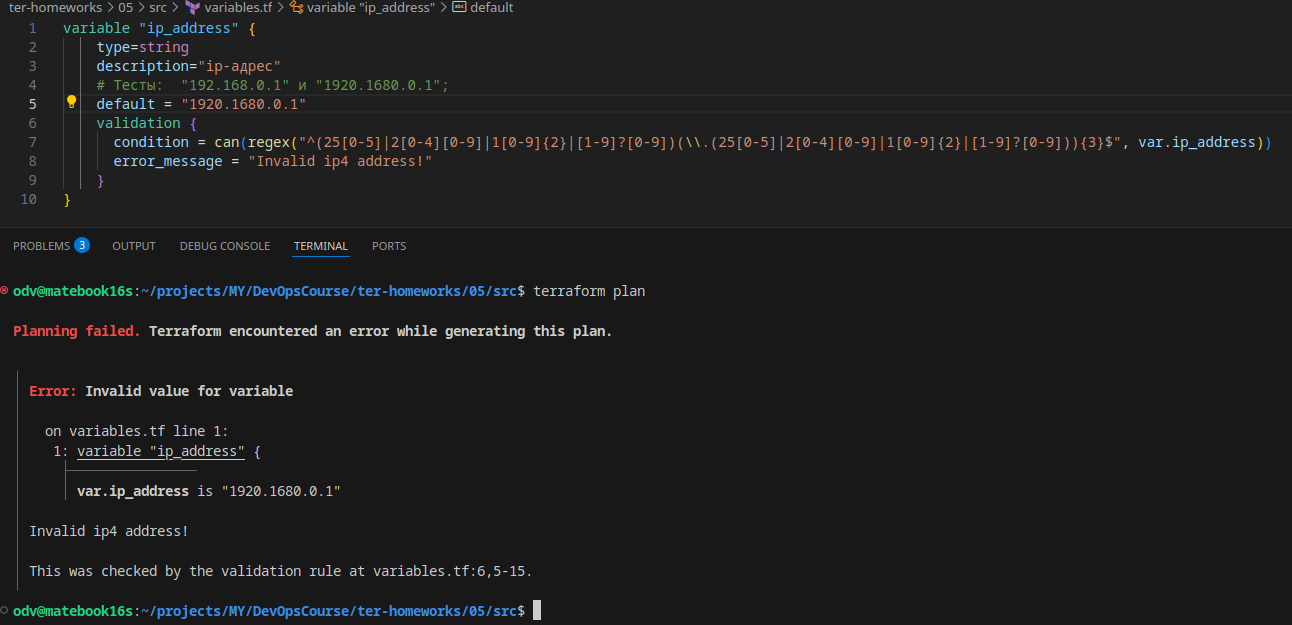 ter-homeworks > 05 > src > variables.tf > variable "ip_address" > default
1 variable "ip_address" {
2 type=string
3 description="ip-адрес"
4 # Тесты:  "192.168.0.1" и "1920.1680.0.1";
5 default = "1920.1680.0.1"
6 validation {
7 condition = can(regex("^(25[0-5]|2[0-4][0-9]|1[0-9]{2}|[1-9]?[0-9])(\\.(25[0-5]|2[0-4][0-9]|1[0-9]{2}|[1-9]?[0-9])){3}$", var.ip_address))
8 error_message = "Invalid ip4 address!"
9 }
10 }
PROBLEMS 3 OUTPUT DEBUG CONSOLE TERMINAL PORTS
odv@matebook16s:~/projects/MY/DevOpsCourse/ter-homeworks/05/src$ terraform plan
Planning failed. Terraform encountered an error while generating this plan.
Error: Invalid value for variable
on variables.tf line 1:
1: variable "ip_address" {
var.ip_address is "1920.1680.0.1"
Invalid ip4 address!
This was checked by the validation rule at variables.tf:6,5-15.
odv@matebook16s:~/projects/MY/DevOpsCourse/ter-homeworks/05/src$